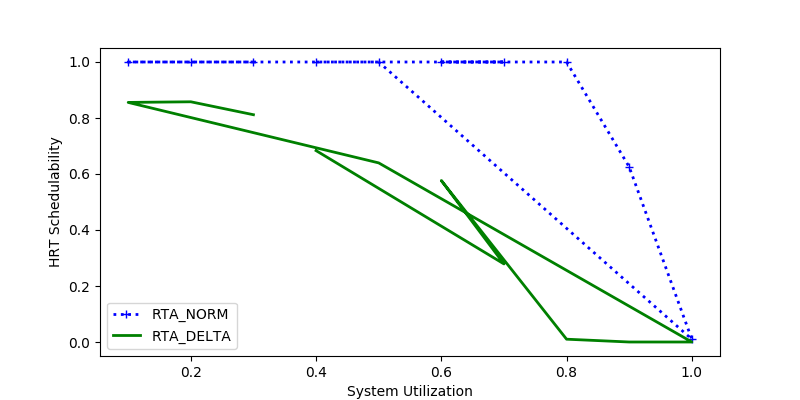 1.0
0.8
0.6
0.4
0.2
0.0
HRT Schedulability
RTA_NORM
RTA_DELTA
0.2 0.4 0.6 0.8 1.0
System Utilization